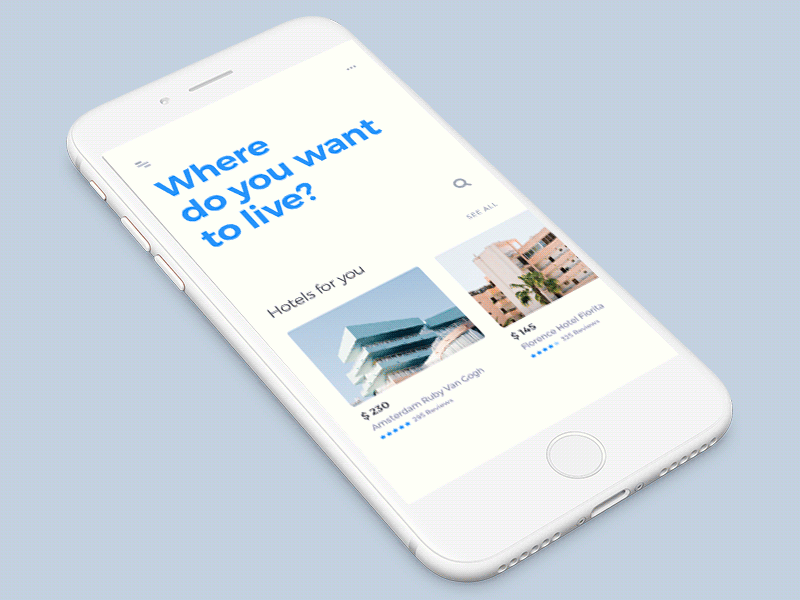 Where
do you want
to live?
SEE ALL
Hotels for you
$ 230
Amsterdam Ruby Van Gogh
295 Reviews
$ 145
Florence Hotel Fiorita
125 Reviews